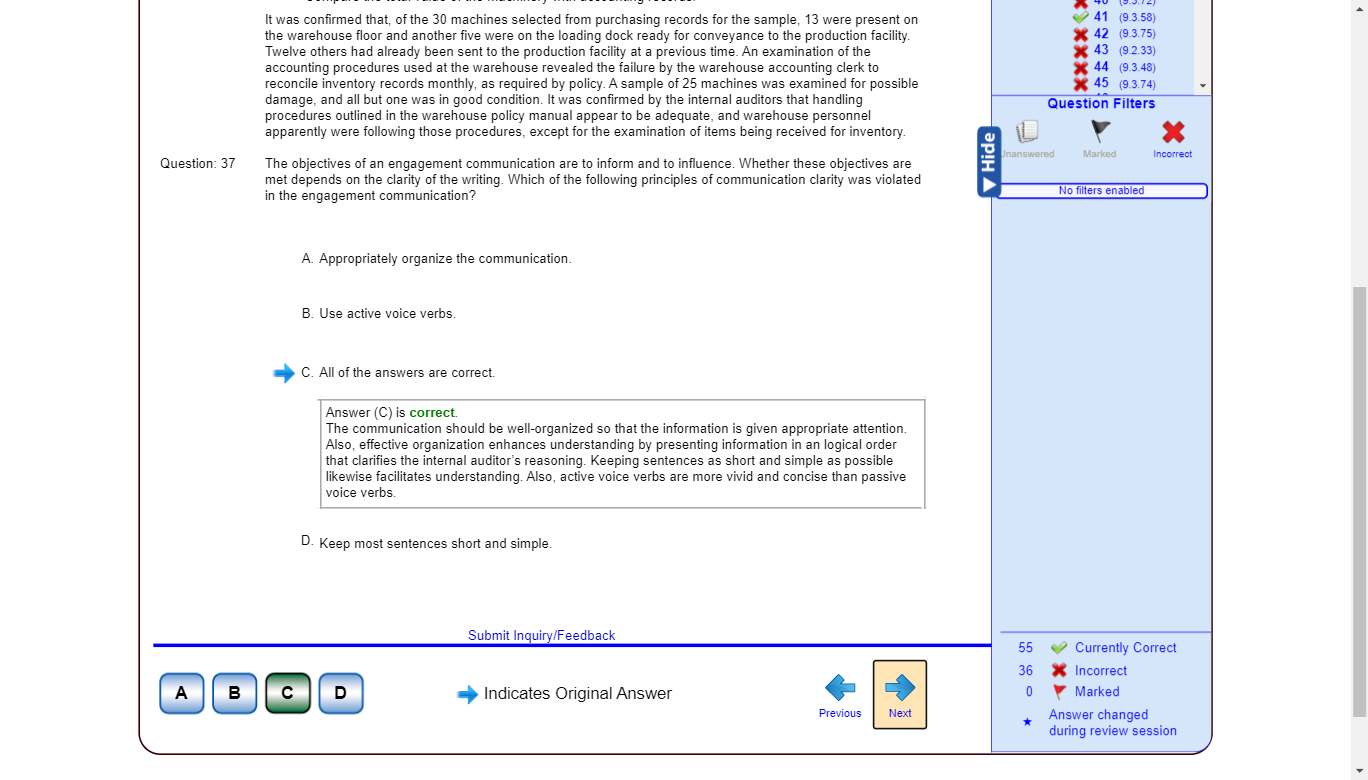 It was confirmed that, of the 30 machines selected from purchasing records for the sample, 13 were present on
the warehouse floor and another five were on the loading dock ready for conveyance to the production facility.
Twelve others had already been sent to the production facility at a previous time. An examination of the
accounting procedures used at the warehouse revealed the failure by the warehouse accounting clerk to
reconcile inventory records monthly, as required by policy. A sample of 25 machines was examined for possible
damage, and all but one was in good condition. It was confirmed by the internal auditors that handling
procedures outlined in the warehouse policy manual appear to be adequate, and warehouse personnel
apparently were following those procedures, except for the examination of items being received for inventory.
Question: 37
The objectives of an engagement communication are to inform and to influence. Whether these objectives are
met depends on the clarity of the writing. Which of the following principles of communication clarity was violated
in the engagement communication?
A. Appropriately organize the communication.
B. Use active voice verbs.
C. All of the answers are correct.
Answer (C) is correct.
The communication should be well-organized so that the information is given appropriate attention.
Also, effective organization enhances understanding by presenting information in an logical order
that clarifies the internal auditor's reasoning. Keeping sentences as short and simple as possible
likewise facilitates understanding. Also, active voice verbs are more vivid and concise than passive
voice verbs.
D. Keep most sentences short and simple.
Submit Inquiry/Feedback
A B C D
Indicates Original Answer
Previous
Next
40 (9.3.72)
41 (9.3.58)
42 (9.3.75)
43 (9.2.33)
44 (9.3.48)
45 (9.3.74)
Question Filters
Hide
Marked
Incorrect
No filters enabled
55 Currently Correct
36 Incorrect
0 Marked
Answer changed
during review session